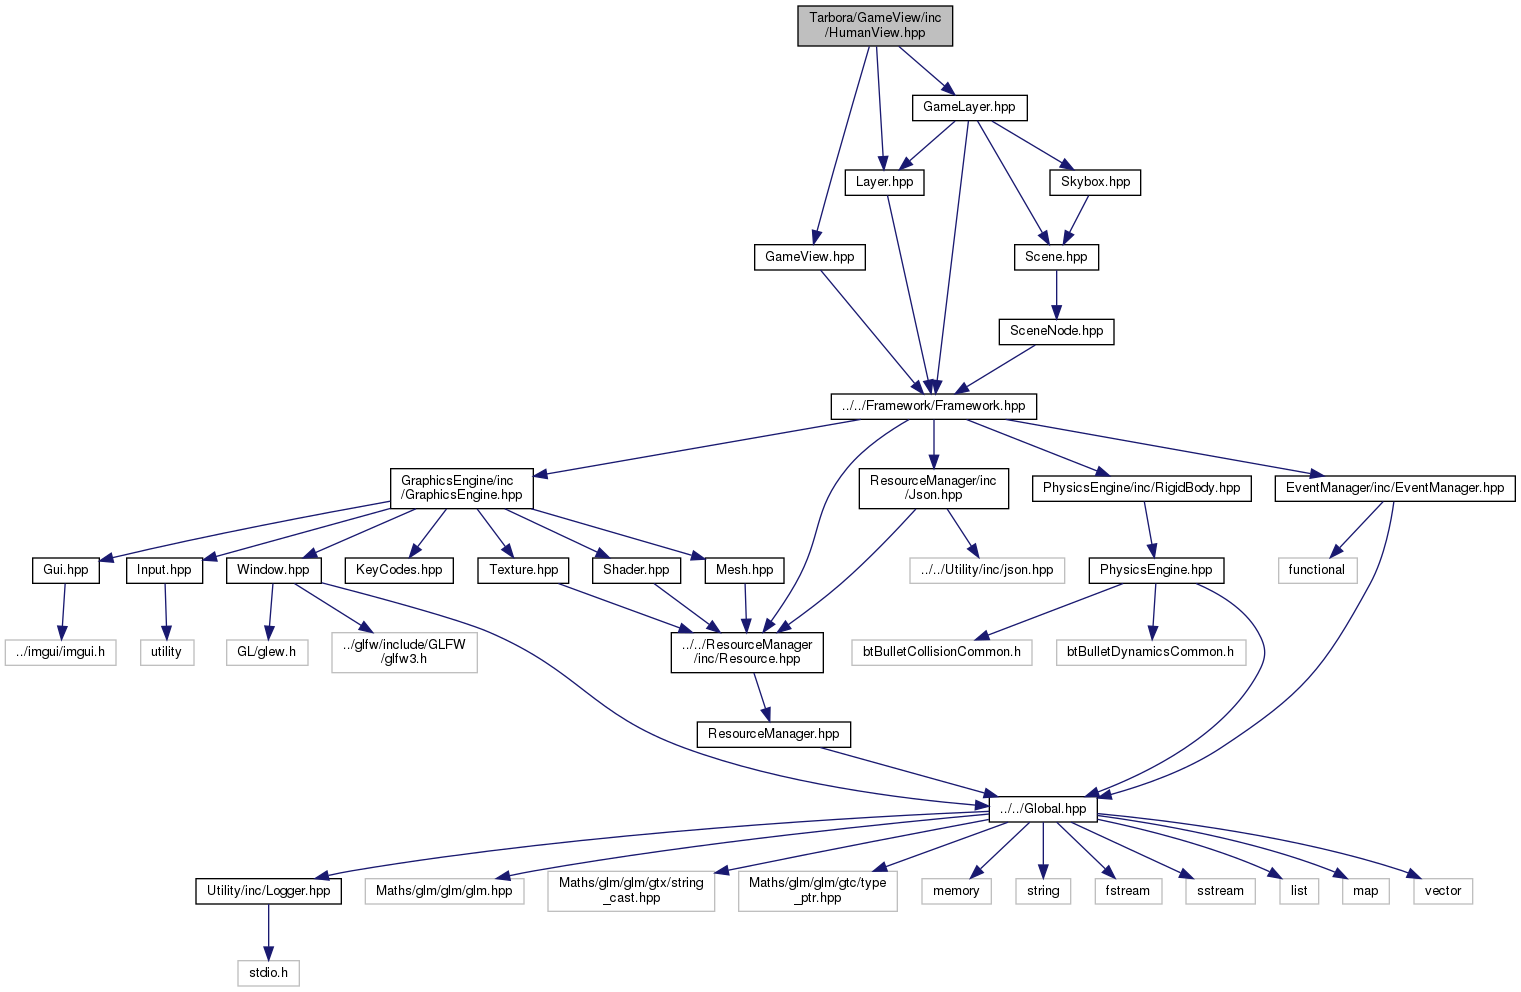 Tarbora/GameView/inc
/HumanView.hpp
GameLayer.hpp
Layer.hpp
Skybox.hpp
GameView.hpp
Scene.hpp
SceneNode.hpp
../../Framework/Framework.hpp
GraphicsEngine/inc
/GraphicsEngine.hpp
ResourceManager/inc
/Json.hpp
PhysicsEngine/inc/RigidBody.hpp
EventManager/inc/EventManager.hpp
Gui.hpp
Input.hpp
Window.hpp
KeyCodes.hpp
Texture.hpp
Shader.hpp
Mesh.hpp
../../Utility/inc/json.hpp
PhysicsEngine.hpp
functional
../imgui/imgui.h
utility
GL/glew.h
../glfw/include/GLFW
/glfw3.h
../../ResourceManager
/inc/Resource.hpp
btBulletCollisionCommon.h
btBulletDynamicsCommon.h
ResourceManager.hpp
../../Global.hpp
Utility/inc/Logger.hpp
Maths/glm/glm/glm.hpp
Maths/glm/glm/gtx/string
_cast.hpp
Maths/glm/glm/gtc/type
_ptr.hpp
memory
string
fstream
sstream
list
map
vector
stdio.h